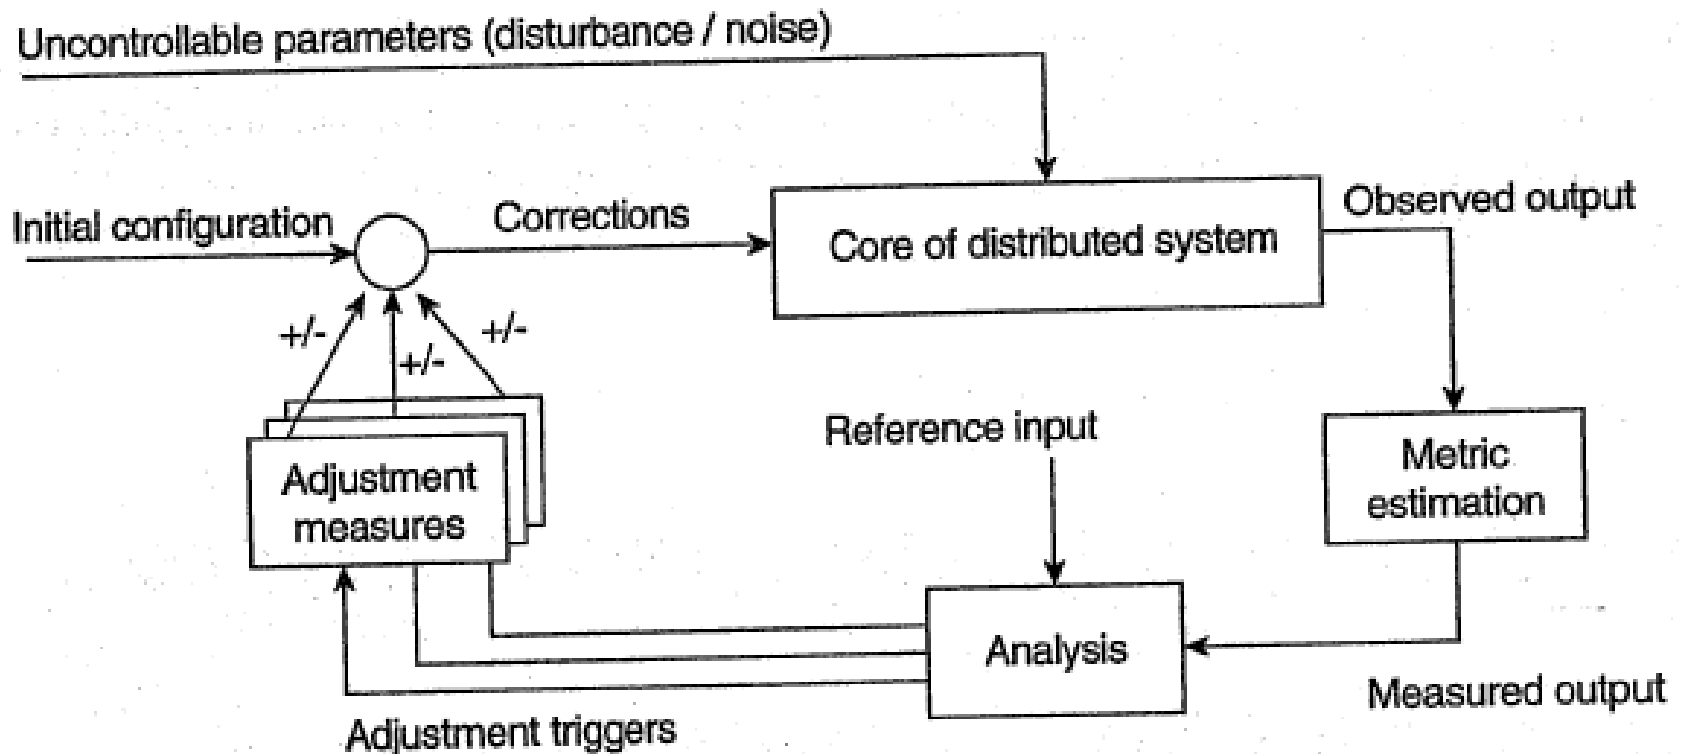 Uncontrollable parameters (disturbance / noise)
Initial configuration
Corrections
Core of distributed system
Observed output
+/-
+/-
+/-
Reference input
Metric
estimation
Adjustment
measures
Analysis
Measured output
Adjustment triggers